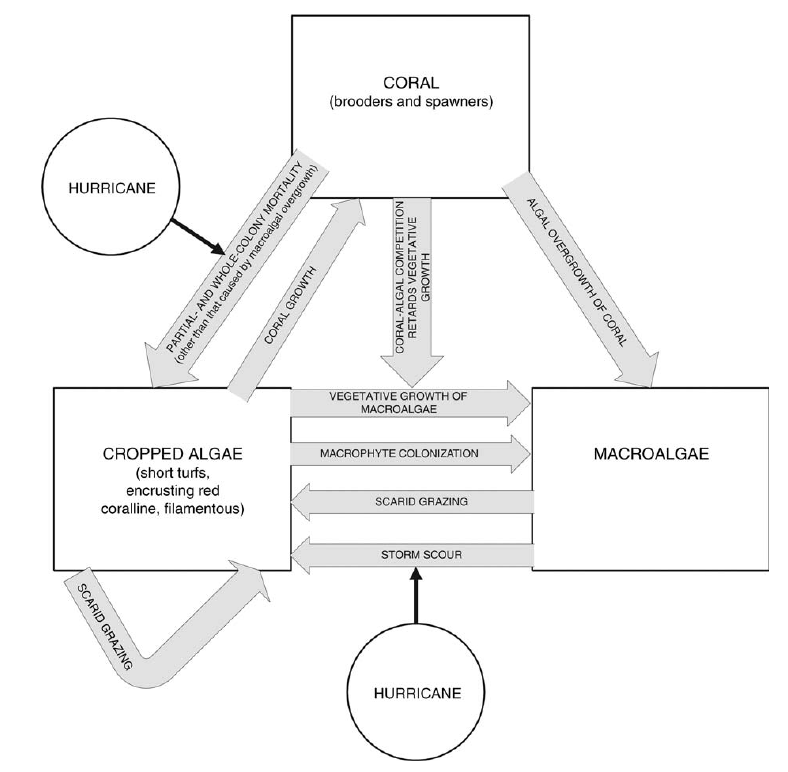 CORAL
(brooders and spawners)
HURRICANE
PARTIAL- AND WHOLE-COLONY MORTALITY
(other than that caused by macroalgal overgrowth)
CORAL GROWTH
CORAL-ALGAL COMPETITION
RETARDS VEGETATIVE
GROWTH
ALGAL OVERGROWTH OF CORAL
VEGETATIVE GROWTH OF
MACROALGAE
CROPPED ALGAE
(short turfs,
encrusting red
coralline, filamentous)
MACROPHYTE COLONIZATION
MACROALGAE
SCARID GRAZING
STORM SCOUR
SCARID GRAZING
HURRICANE